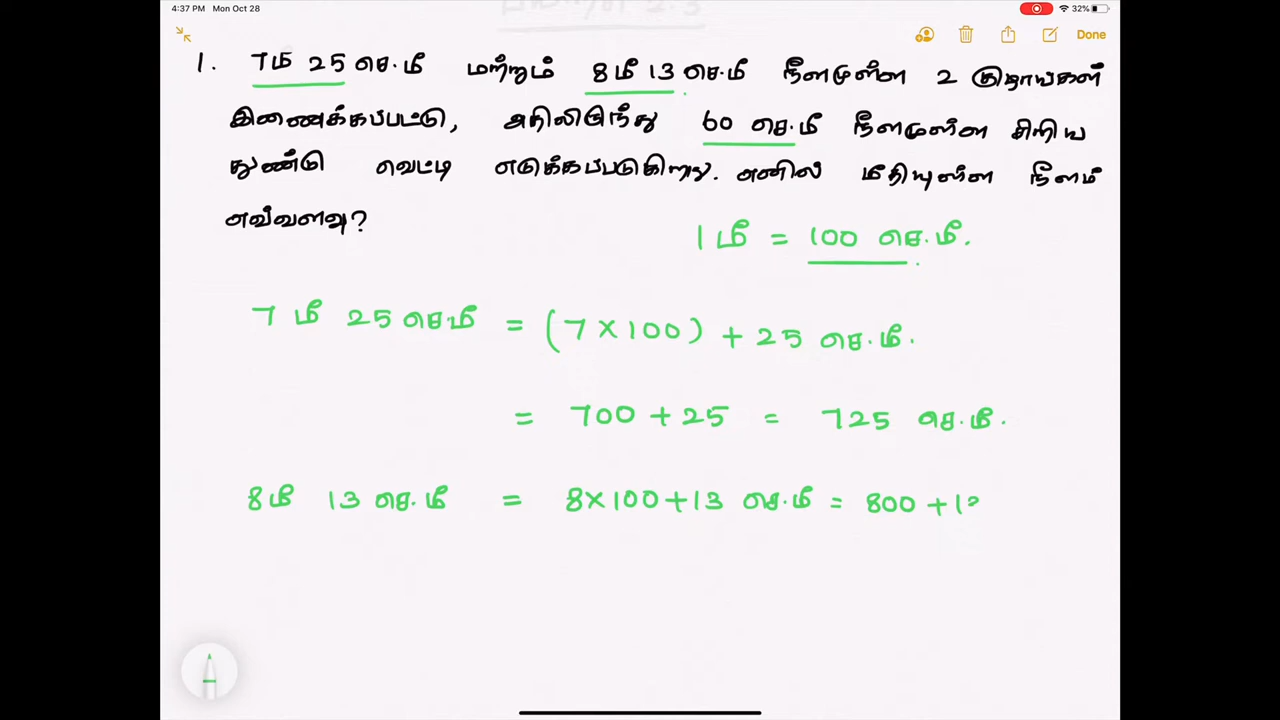 4:37 PM Mon Oct 28
32%
Done
1. 7மீ 25 செ.மீ மற்றும் 8மீ 13 செ.மீ நீளமுள்ள 2 குழாய்கள்
இணைக்கப்பட்டு, அதிலிருந்து 60 செ.மீ நீளமுள்ள சிறிய
துண்டு வெட்டி எடுக்கப்படுகிறது. எனில் மீதியுள்ள நீளம்
எவ்வளவு?
1 மீ = 100 செ.மீ.
7 மீ 25 செ.மீ = (7 × 100) + 25 செ.மீ.
= 700 + 25 = 725 செ.மீ.
8மீ 13 செ.மீ = 8×100+13 செ.மீ = 800 +1